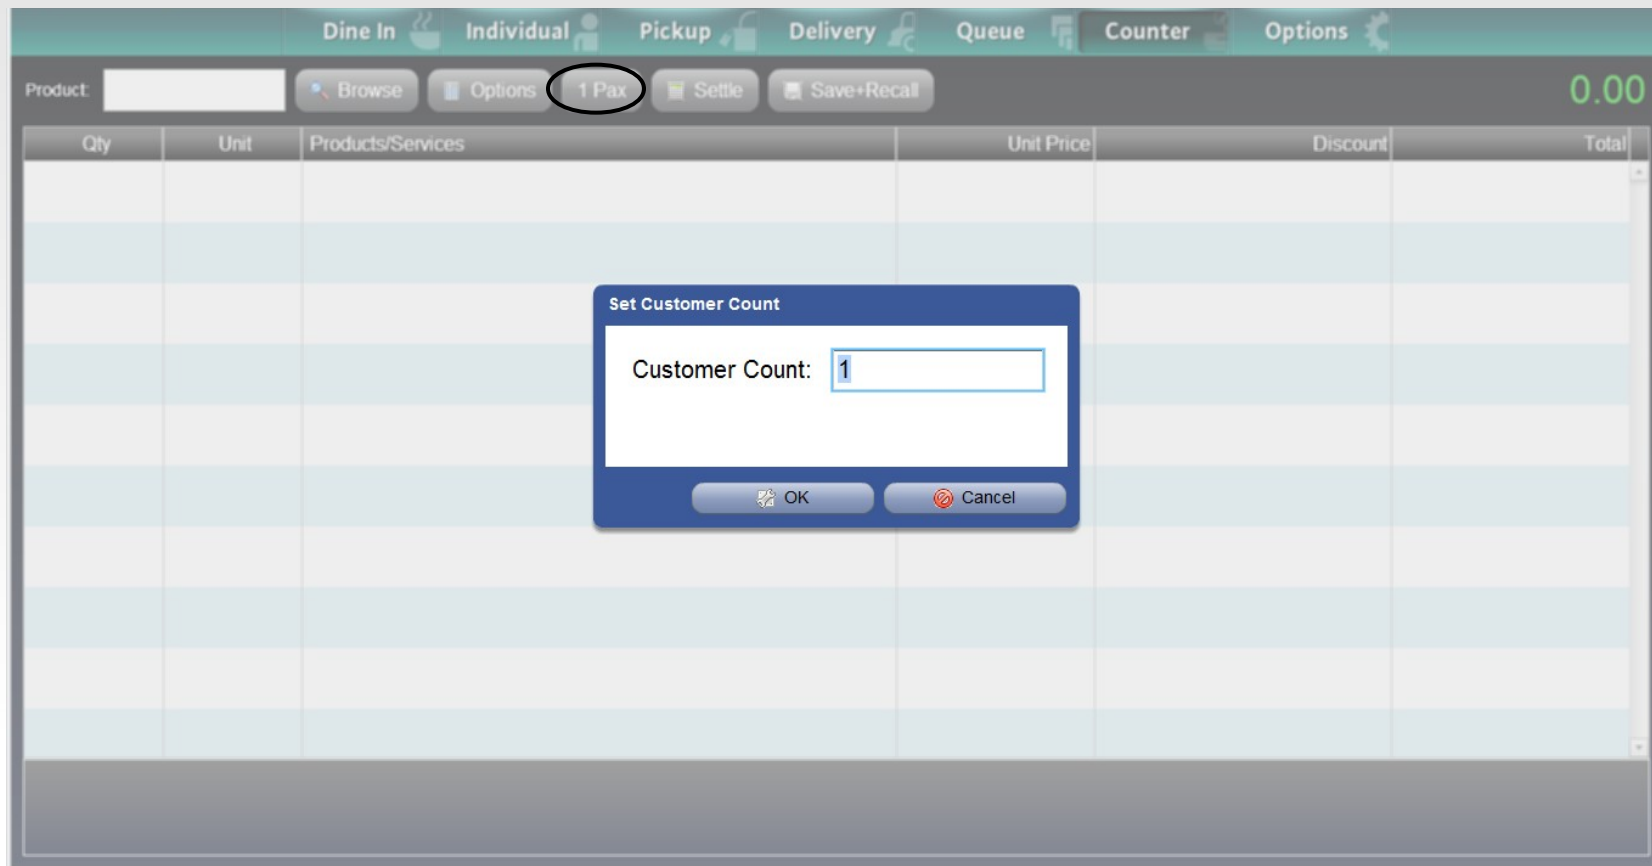 Dine In Individual Pickup Delivery Queue Counter Options
Product: Browse Options 1 Pax Settle Save+Recall 0.00
Qty Unit Products/Services Unit Price Discount Total
Set Customer Count
Customer Count: 1
OK Cancel